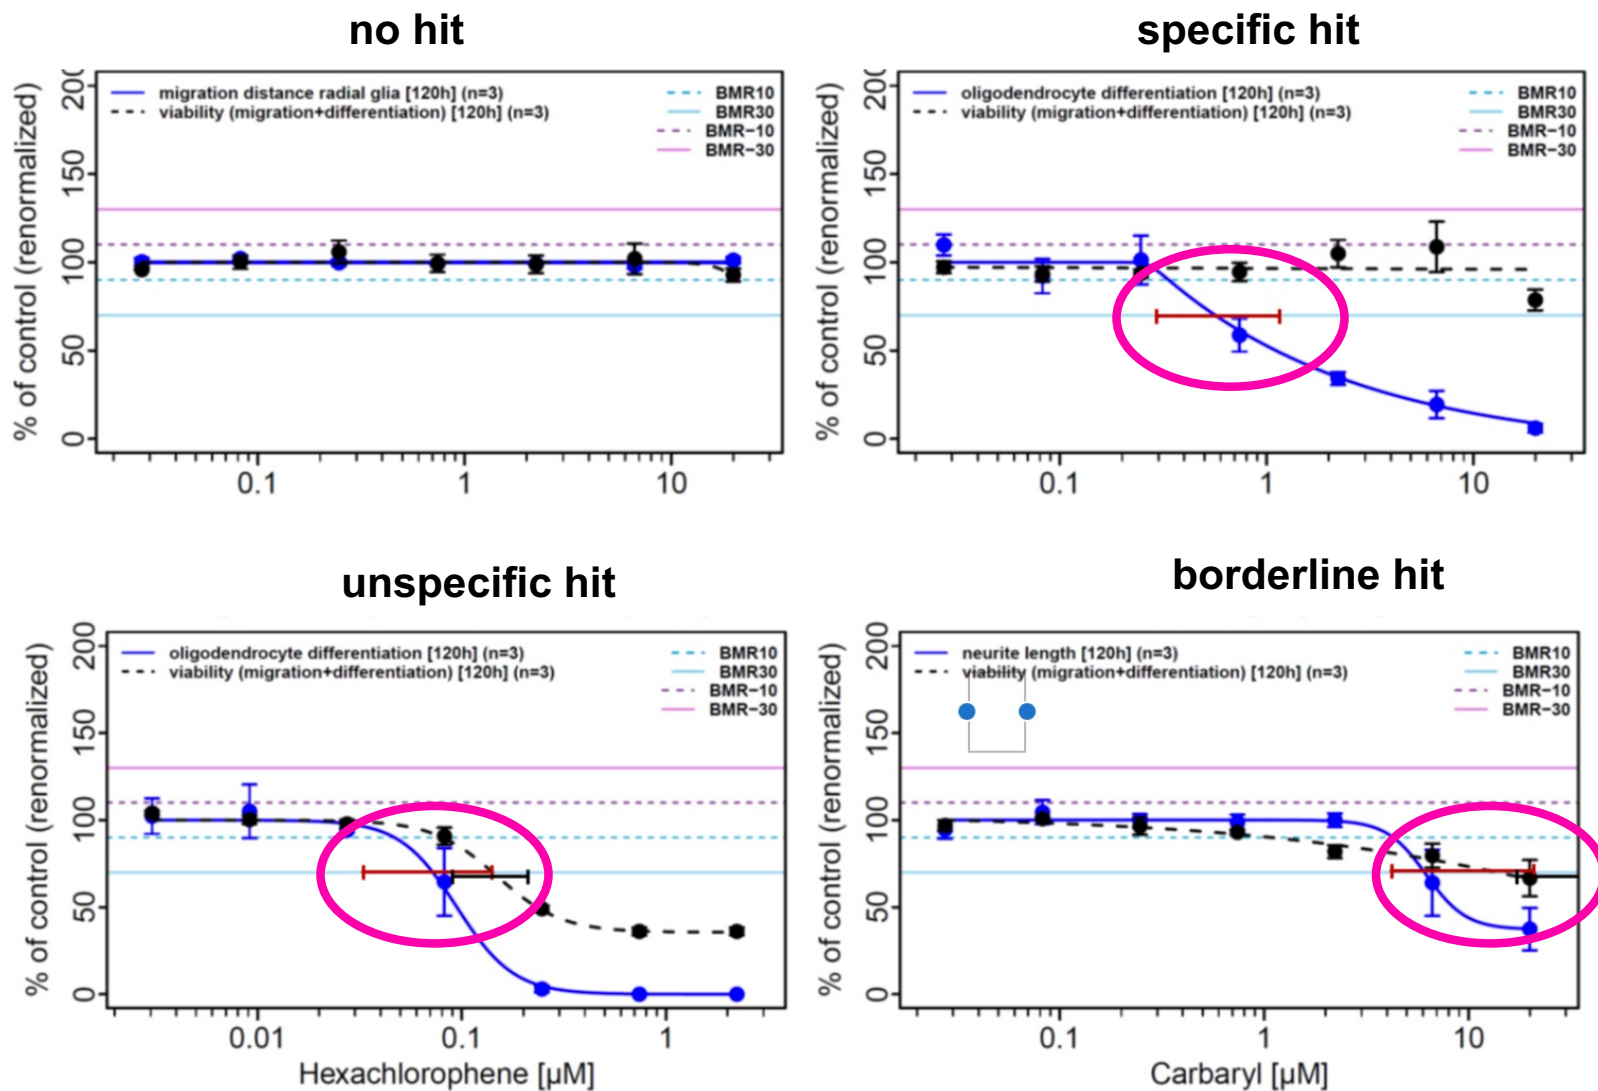 no hit
specific hit
% of control (renormalized)
200
150
100
50
0
migration distance radial glia [120h] (n=3)
viability (migration+differentiation) [120h] (n=3)
BMR10
BMR30
BMR−10
BMR−30
0.1
1
10
% of control (renormalized)
200
150
100
50
0
oligodendrocyte differentiation [120h] (n=3)
viability (migration+differentiation) [120h] (n=3)
BMR10
BMR30
BMR−10
BMR−30
0.1
1
10
unspecific hit
borderline hit
% of control (renormalized)
200
150
100
50
0
oligodendrocyte differentiation [120h] (n=3)
viability (migration+differentiation) [120h] (n=3)
BMR10
BMR30
BMR−10
BMR−30
0.01
0.1
1
Hexachlorophene [µM]
% of control (renormalized)
200
150
100
50
0
neurite length [120h] (n=3)
viability (migration+differentiation) [120h] (n=3)
BMR10
BMR30
BMR−10
BMR−30
0.1
1
10
Carbaryl [µM]